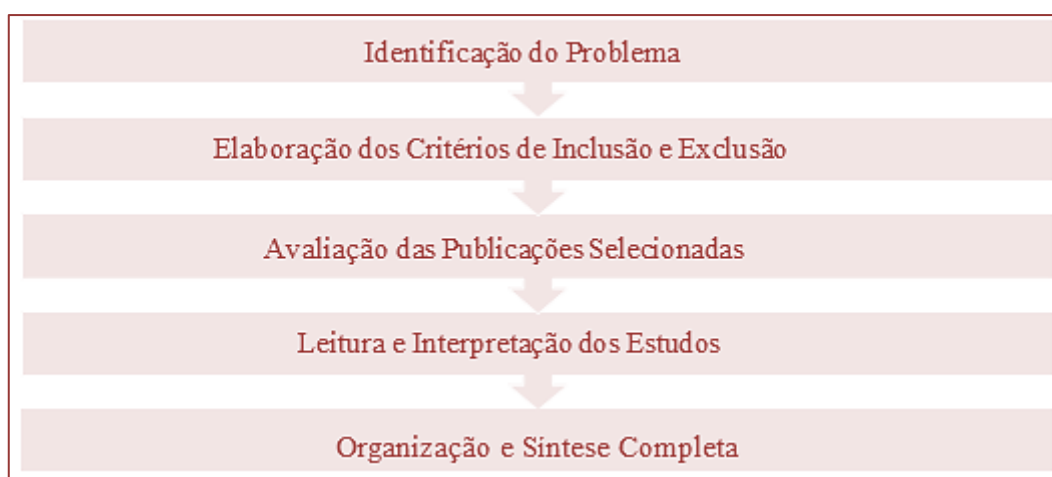 Identificação do Problema
Elaboração dos Critérios de Inclusão e Exclusão
Avaliação das Publicações Selecionadas
Leitura e Interpretação dos Estudos
Organização e Síntese Completa